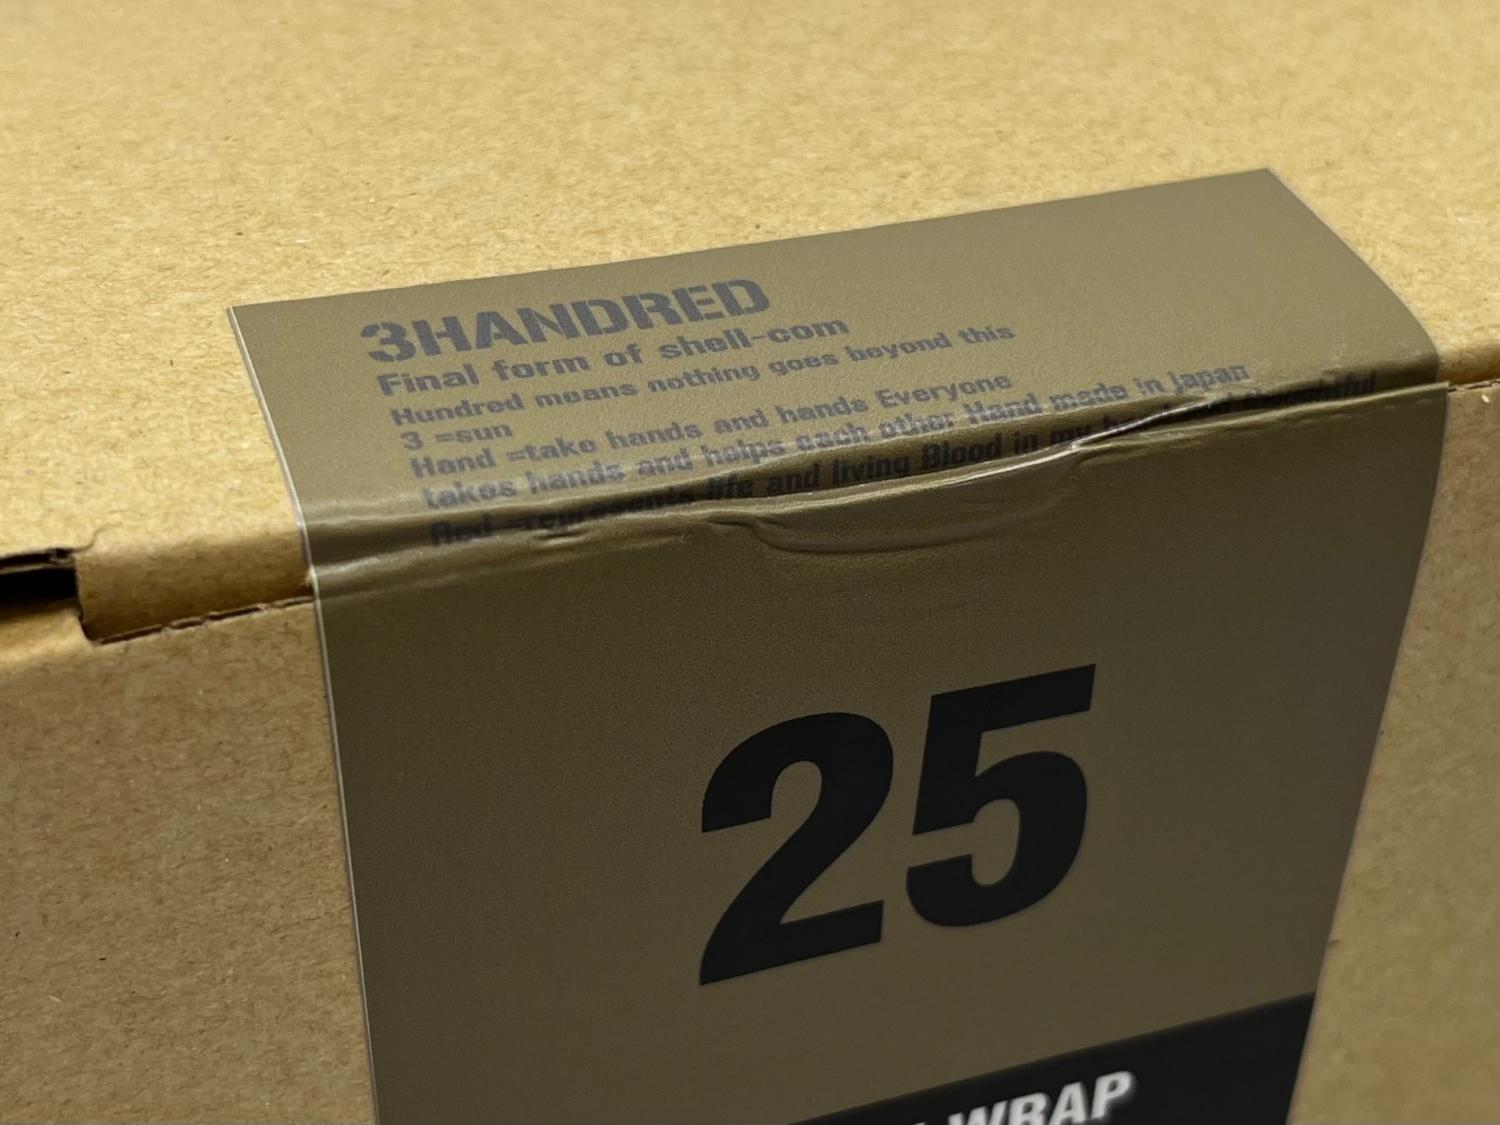 3HANDRED
Final form of shell-com
Hundred means nothing goes beyond this
3 =sun
Hand =take hands and hands Everyone
takes hands and helps each other Hand made in Japan
Red =represents life and living Blood in my
25
WRAP